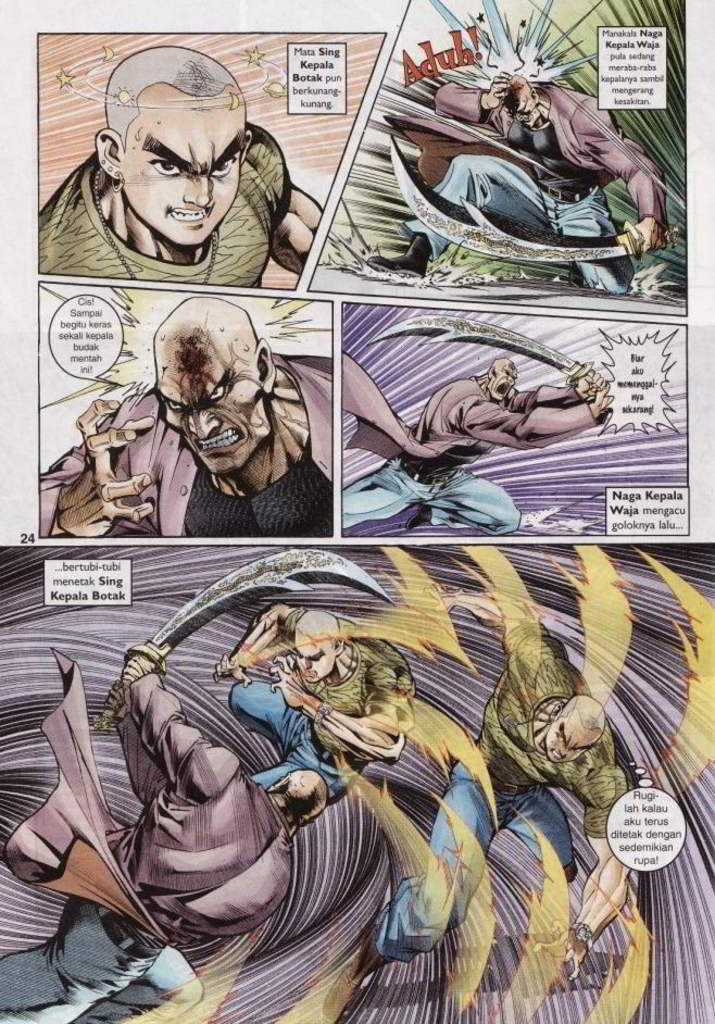 Mata Sing
Kepala
Botak pun
berkunang-
kunang.
Aduh!
Manakala Naga
Kepala Waja
pula sedang
meraba-raba
kepalanya sambil
mengerang
kesakitan.
Cis!
Sampai
begitu keras
sekali kepala
budak
mentah
ini!
Biar
aku
memenggal-
nya
sekarang!
Naga Kepala
Waja mengacu
goloknya lalu...
24
...bertubi-tubi
menetak Sing
Kepala Botak
Rugi-
lah kalau
aku terus
ditetak dengan
sedemikian
rupa!